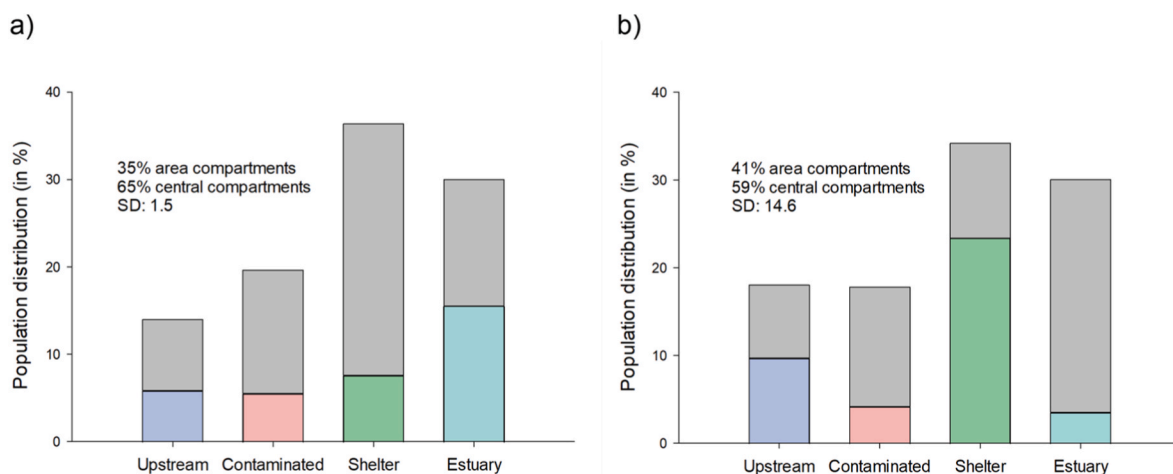 a)
Population distribution (in %)
40
30
20
10
0
35% area compartments
65% central compartments
SD: 1.5
Upstream Contaminated Shelter Estuary
b)
Population distribution (in %)
40
30
20
10
0
41% area compartments
59% central compartments
SD: 14.6
Upstream Contaminated Shelter Estuary